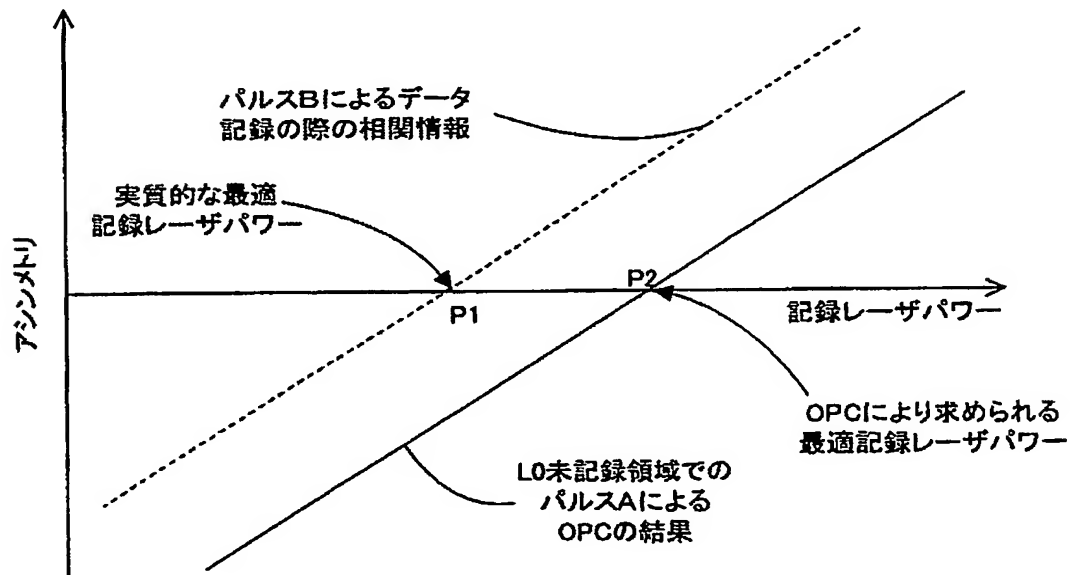 パルスBによるデータ
記録の際の相関情報
実質的な最適
記録レーザパワー
アシンメトリ
P1
P2
記録レーザパワー
OPCにより求められる
最適記録レーザパワー
L0未記録領域での
パルスAによる
OPCの結果